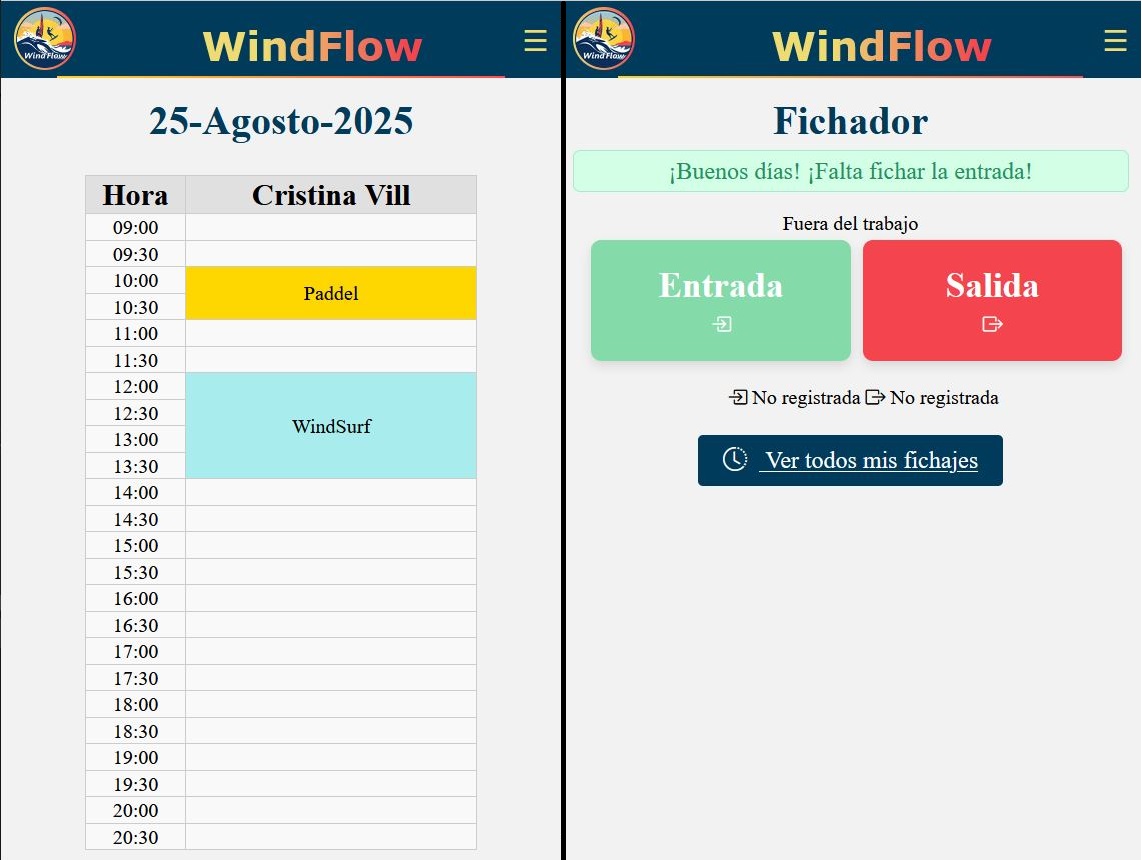 Wind Flow
WindFlow
25-Agosto-2025
Hora Cristina Vill
09:00
09:30
10:00 Paddel
10:30
11:00
11:30
12:00
12:30 WindSurf
13:00
13:30
14:00
14:30
15:00
15:30
16:00
16:30
17:00
17:30
18:00
18:30
19:00
19:30
20:00
20:30
Wind Flow
WindFlow
Fichador
¡Buenos días! ¡Falta fichar la entrada!
Fuera del trabajo
Entrada
Salida
No registrada No registrada
Ver todos mis fichajes